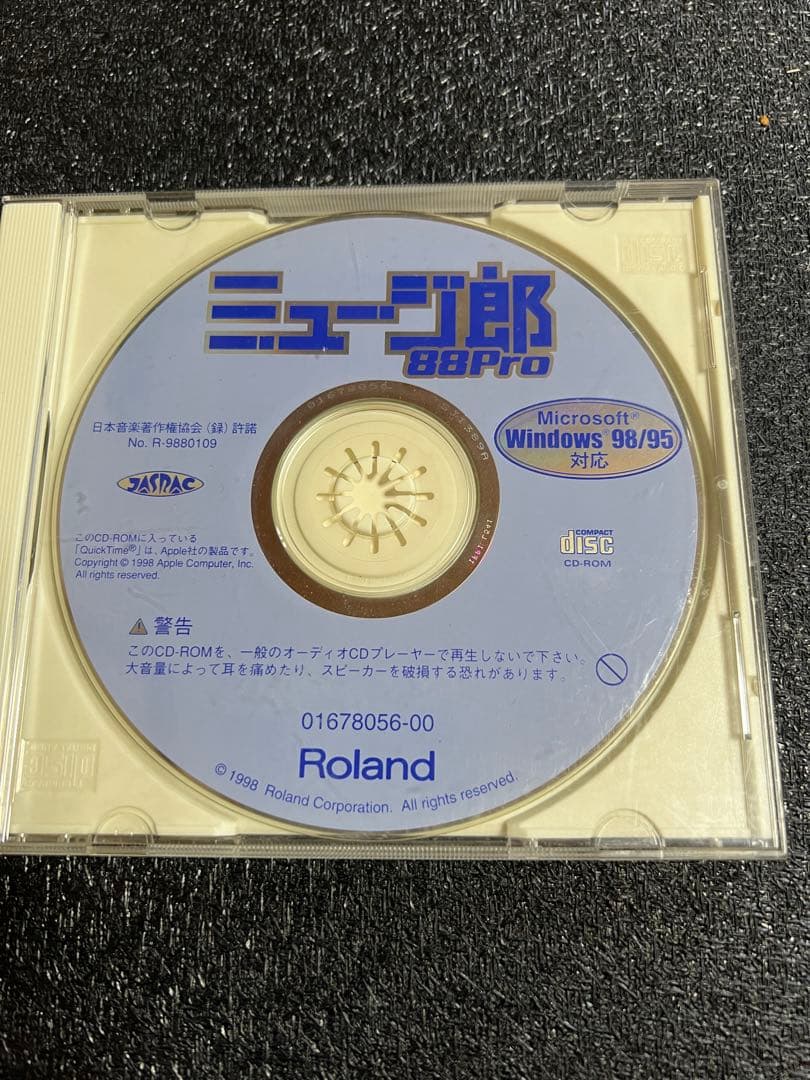 ミュージ郎
88Pro
日本音楽著作権協会(録)許諾
No. R-9880109
JASRAC
Microsoft®
Windows® 98/95
対応
このCD-ROMに入っている
「QuickTime®」は、Apple社の製品です。
Copyright © 1998 Apple Computer, Inc.
All rights reserved.
COMPACT
disc
CD-ROM
警告
このCD-ROMを、一般のオーディオCDプレーヤーで再生しないで下さい。
大音量によって耳を痛めたり、スピーカーを破損する恐れがあります。
01678056-00
Roland
© 1998 Roland Corporation. All rights reserved.